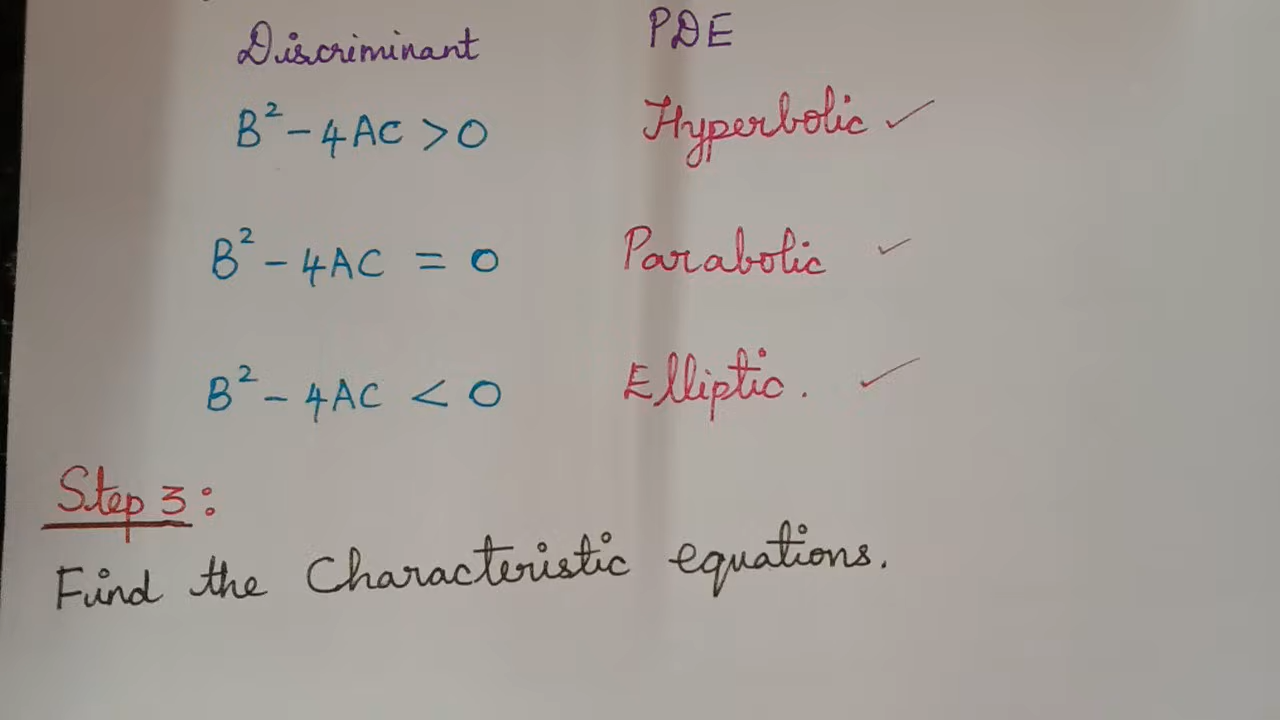 Discriminant PDE
B² - 4AC > 0 Hyperbolic ✓
B² - 4AC = 0 Parabolic ✓
B² - 4AC < 0 Elliptic. ✓
Step 3:
Find the Characteristic equations.